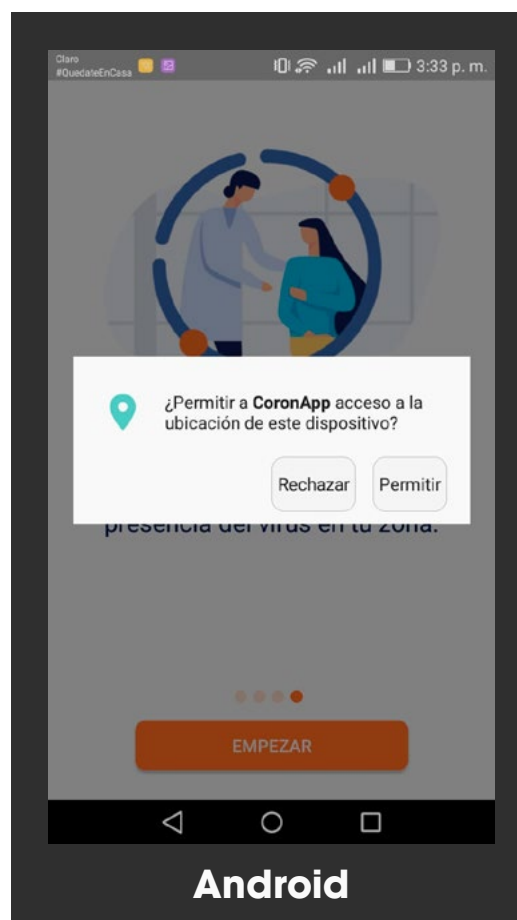 Claro
#QuedateEnCasa
3:33 p. m.
¿Permitir a CoronApp acceso a la
ubicación de este dispositivo?
Rechazar Permitir
presencia del virus en tu zona.
EMPEZAR
Android